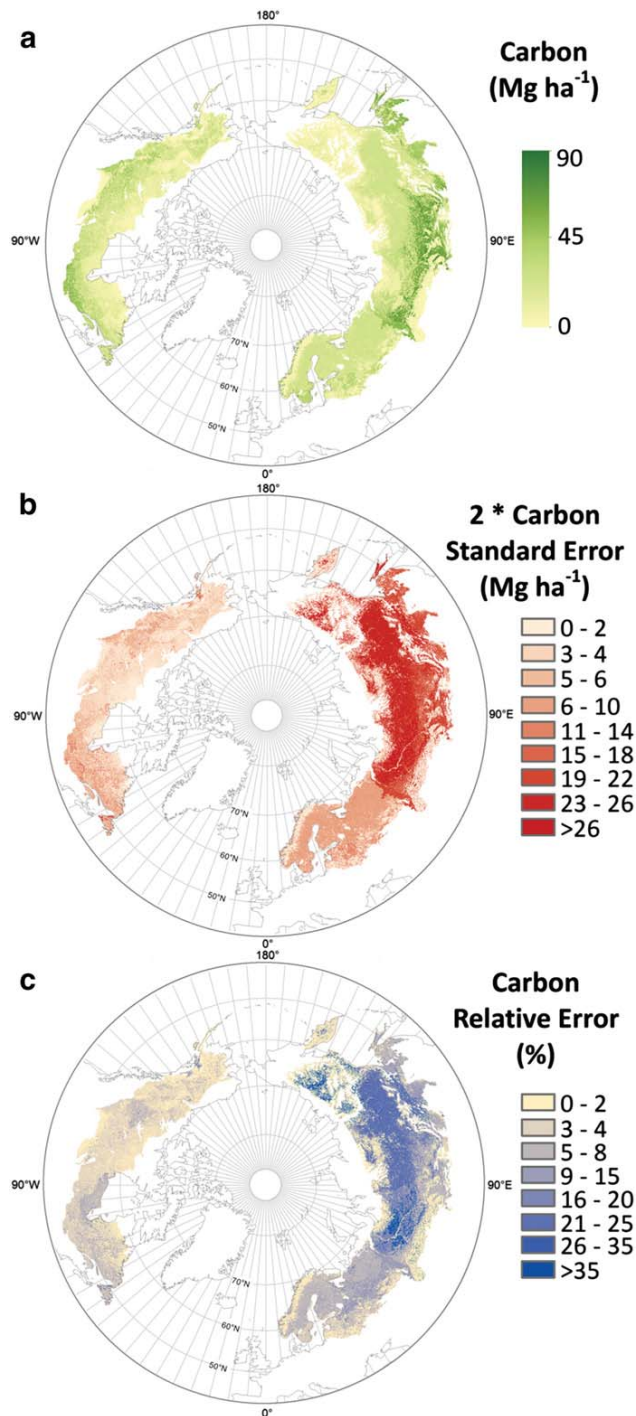 a
180°
Carbon
(Mg ha-1)
90
45
0
90°W
90°E
70°N
60°N
50°N
0°
b
180°
2 * Carbon
Standard Error
(Mg ha-1)
0 - 2
3 - 4
5 - 6
6 - 10
11 - 14
15 - 18
19 - 22
23 - 26
>26
90°W
90°E
70°N
60°N
50°N
0°
c
180°
Carbon
Relative Error
(%)
0 - 2
3 - 4
5 - 8
9 - 15
16 - 20
21 - 25
26 - 35
>35
90°W
90°E
70°N
60°N
50°N
0°